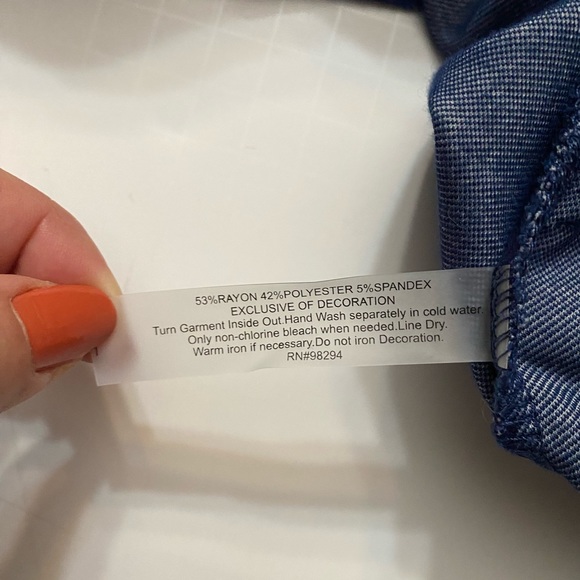 53%RAYON 42%POLYESTER 5%SPANDEX
EXCLUSIVE OF DECORATION
Turn Garment Inside Out.Hand Wash separately in cold water.
Only non-chlorine bleach when needed.Line Dry.
Warm iron if necessary.Do not iron Decoration.
RN#98294